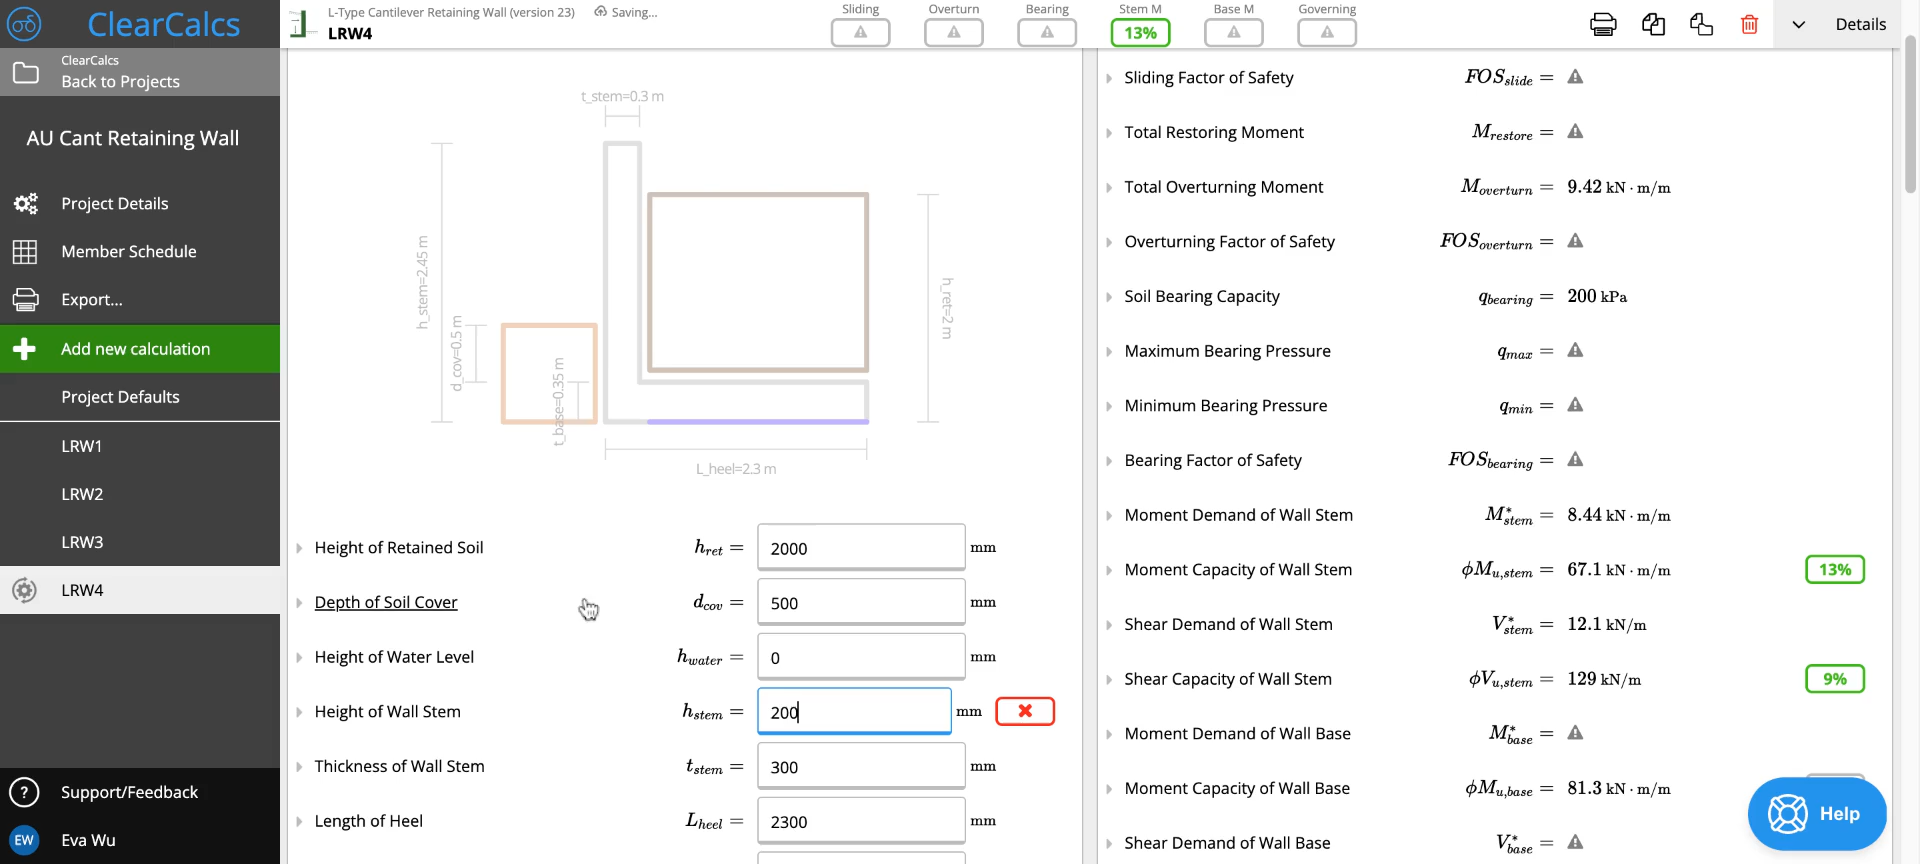 ClearCalcs
L-Type Cantilever Retaining Wall (version 23)
Saving...
LRW4
Sliding
Overturn
Bearing
Stem M
13%
Base M
Governing
Details
ClearCalcs
Back to Projects
AU Cant Retaining Wall
Project Details
Member Schedule
Export...
Add new calculation
Project Defaults
LRW1
LRW2
LRW3
LRW4
? Support/Feedback
EW Eva Wu
t_stem=0.3 m
h_stem=2.45 m
d_cov=0.5 m
t_base=0.35 m
h_ret=2 m
L_heel=2.3 m
Height of Retained Soil h_ret = 2000 mm
Depth of Soil Cover d_cov = 500 mm
Height of Water Level h_water = 0 mm
Height of Wall Stem h_stem = 200 mm
Thickness of Wall Stem t_stem = 300 mm
Length of Heel L_heel = 2300 mm
Sliding Factor of Safety FOS_slide =
Total Restoring Moment M_restore =
Total Overturning Moment M_overturn = 9.42 kN · m/m
Overturning Factor of Safety FOS_overturn =
Soil Bearing Capacity q_bearing = 200 kPa
Maximum Bearing Pressure q_max =
Minimum Bearing Pressure q_min =
Bearing Factor of Safety FOS_bearing =
Moment Demand of Wall Stem M*_stem = 8.44 kN · m/m
Moment Capacity of Wall Stem ϕM_u,stem = 67.1 kN · m/m 13%
Shear Demand of Wall Stem V*_stem = 12.1 kN/m
Shear Capacity of Wall Stem ϕV_u,stem = 129 kN/m 9%
Moment Demand of Wall Base M*_base =
Moment Capacity of Wall Base ϕM_u,base = 81.3 kN · m/m
Shear Demand of Wall Base V*_base =
Help